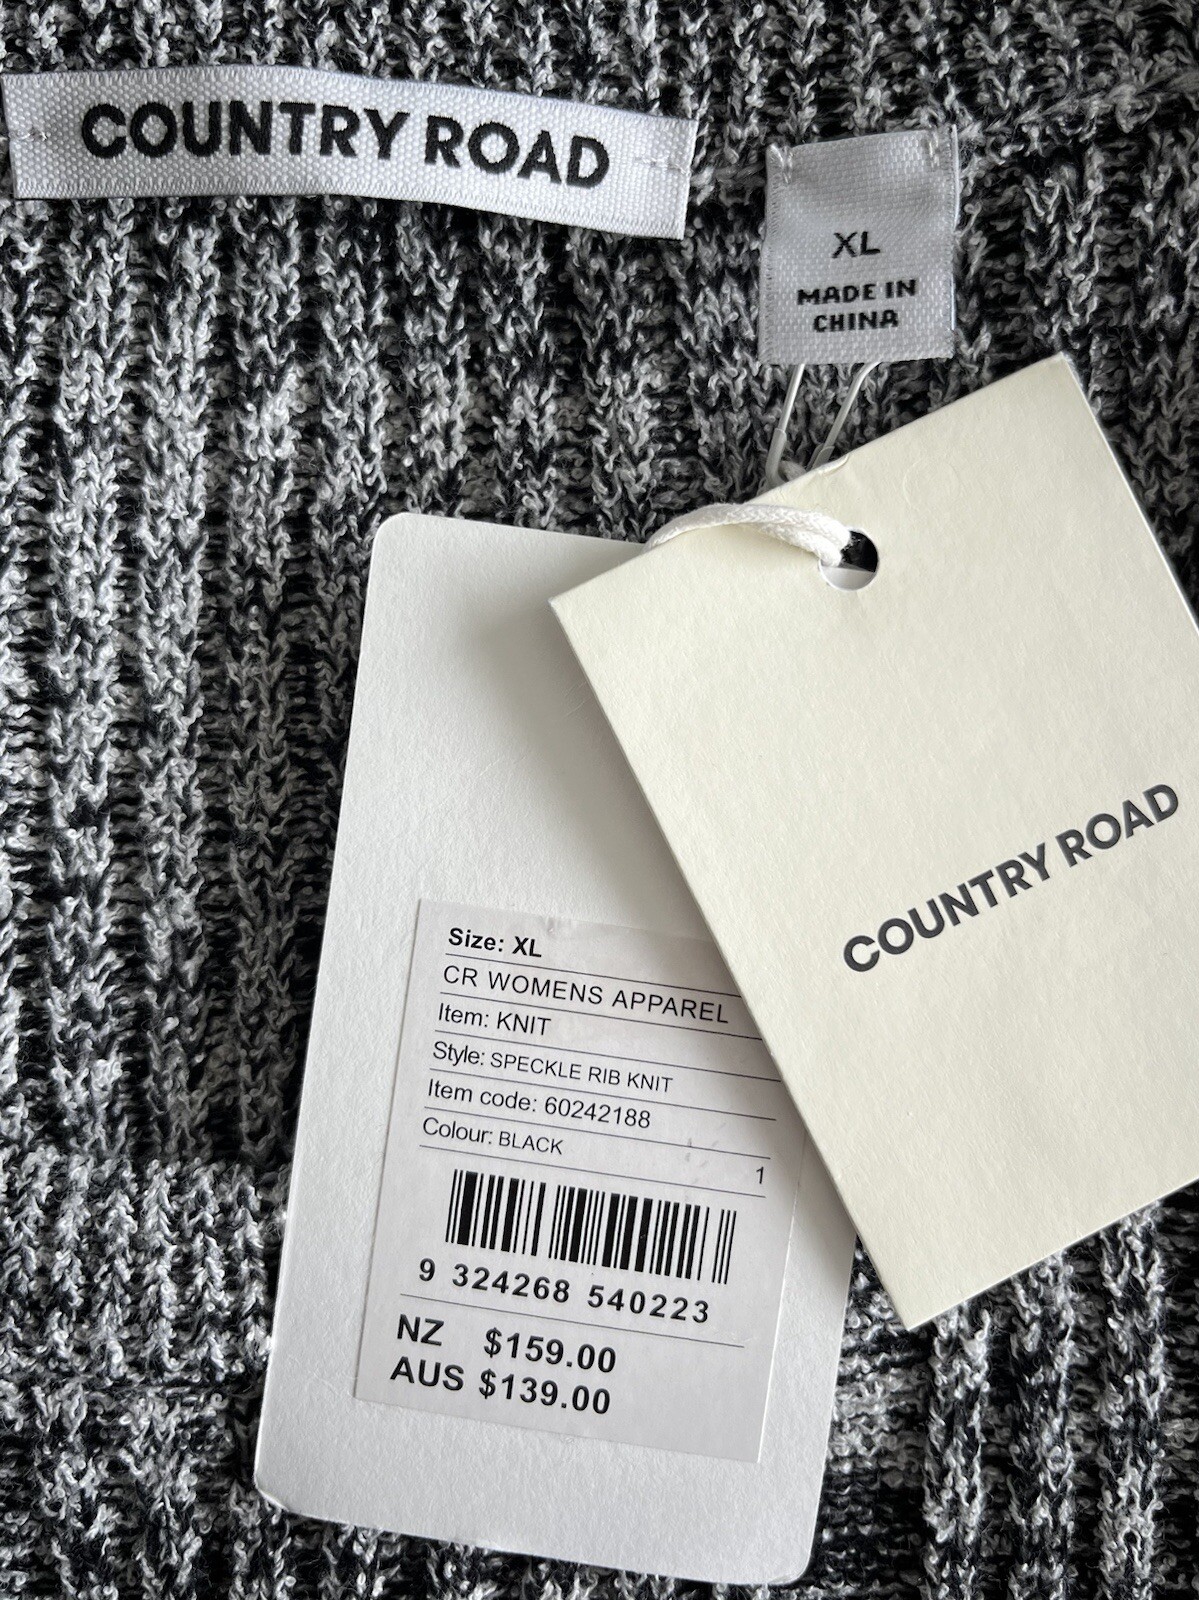 COUNTRY ROAD
XL
MADE IN
CHINA
COUNTRY ROAD
Size: XL
CR WOMENS APPAREL
Item: KNIT
Style: SPECKLE RIB KNIT
Item code: 60242188
Colour: BLACK
1
9 324268 540223
NZ $159.00
AUS $139.00